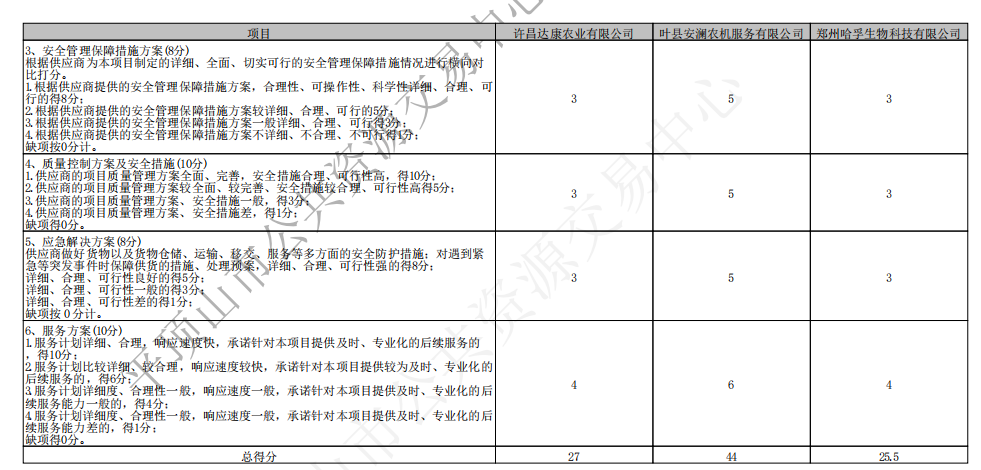 项目 许昌达康农业有限公司 叶县安澜农机服务有限公司 郑州哈孚生物科技有限公司
3、安全管理保障措施方案(8分)
根据供应商为本项目制定的详细、全面、切实可行的安全管理保障措施情况进行横向对
比打分。
1.根据供应商提供的安全管理保障措施方案，合理性、可操作性、科学性详细、合理、可
行的得8分；
2.根据供应商提供的安全管理保障措施方案较详细、合理、可行的5分；
3.根据供应商提供的安全管理保障措施方案一般详细、合理、可行得3分；
4.根据供应商提供的安全管理保障措施方案不详细、不合理、不可行得1分；
缺项按0分计。
3 5 3
4、质量控制方案及安全措施(10分)
1.供应商的项目质量管理方案全面、完善，安全措施合理、可行性高，得10分；
2.供应商的项目质量管理方案较全面、较完善、安全措施较合理、可行性高得5分；
3.供应商的项目质量管理方案、安全措施一般，得3分；
4.供应商的项目质量管理方案、安全措施差，得1分；
缺项得0分。
3 5 3
5、应急解决方案(8分)
供应商做好货物以及货物仓储、运输、移交、服务等多方面的安全防护措施；对遇到紧
急等突发事件时保障供货的措施、处理预案，详细、合理、可行性强的得8分；
详细、合理、可行性良好的得5分；
详细、合理、可行性一般的得3分；
详细、合理、可行性差的得1分；
缺项按 0 分计。
3 5 3
6、服务方案(10分)
1.服务计划详细、合理，响应速度快，承诺针对本项目提供及时、专业化的后续服务的
，得10分；
2.服务计划比较详细、较合理，响应速度较快，承诺针对本项目提供较为及时、专业化的
后续服务的，得6分；
3.服务计划详细度、合理性一般，响应速度一般，承诺针对本项目提供及时、专业化的后
续服务能力一般的，得4分；
4.服务计划详细度、合理性一般，响应速度一般，承诺针对本项目提供及时、专业化的后
续服务能力差的，得1分；
缺项得0分。
4 6 4
总得分 27 44 25.5
平顶山市公共资源交易中心
山市公共资源交易中心